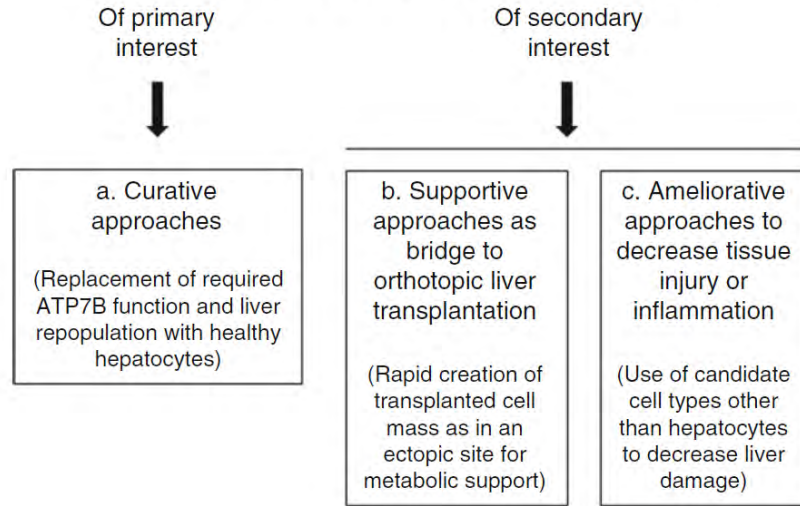 Of primary
interest
Of secondary
interest
a. Curative
approaches
(Replacement of required
ATP7B function and liver
repopulation with healthy
hepatocytes)
b. Supportive
approaches as
bridge to
orthotopic liver
transplantation
(Rapid creation of
transplanted cell
mass as in an
ectopic site for
metabolic support)
c. Ameliorative
approaches to
decrease tissue
injury or
inflammation
(Use of candidate
cell types other
than hepatocytes
to decrease liver
damage)